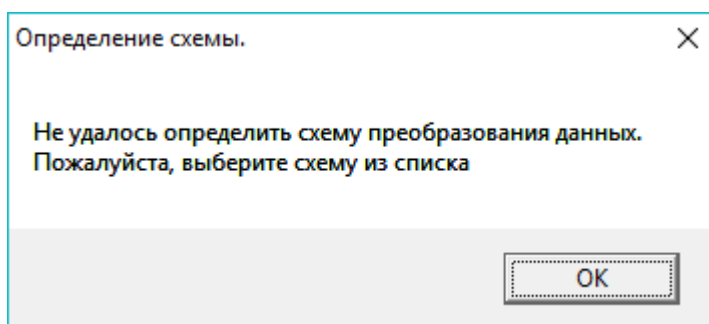 Определение схемы.
Не удалось определить схему преобразования данных.
Пожалуйста, выберите схему из списка
OK